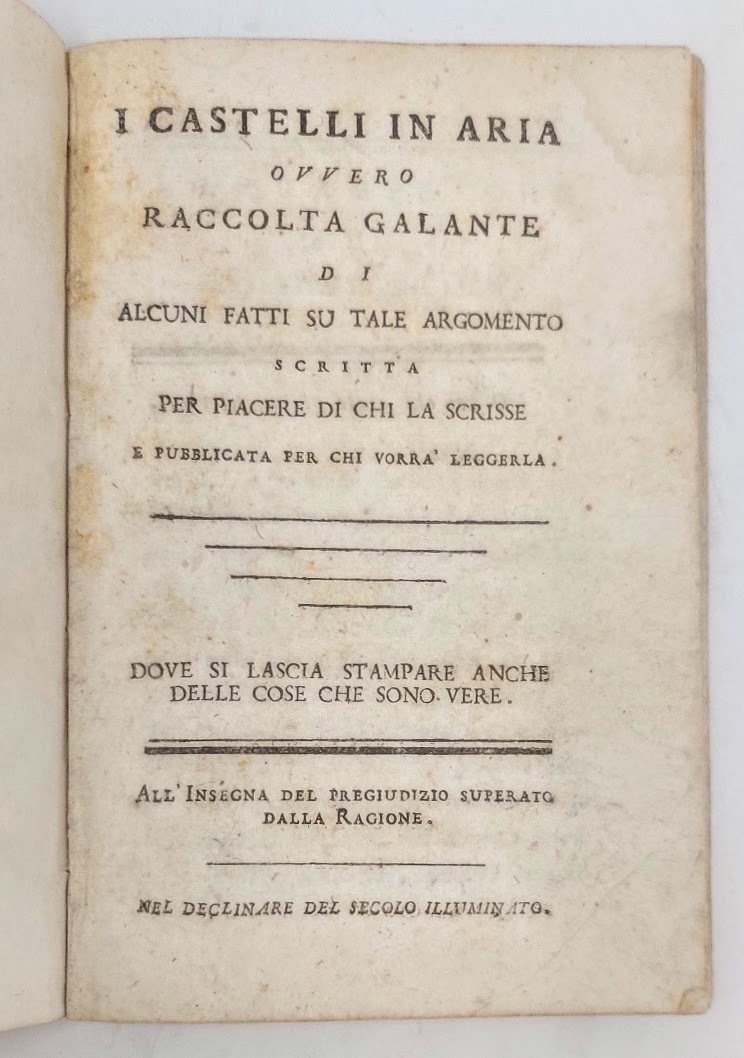 I CASTELLI IN ARIA
OVVERO
RACCOLTA GALANTE
DI
ALCUNI FATTI SU TALE ARGOMENTO
SCRITTA
PER PIACERE DI CHI LA SCRISSE
E PUBBLICATA PER CHI VORRA' LEGGERLA.
DOVE SI LASCIA STAMPARE ANCHE
DELLE COSE CHE SONO VERE.
ALL'INSEGNA DEL PREGIUDIZIO SUPERATO
DALLA RAGIONE.
NEL DECLINARE DEL SECOLO ILLUMINATO.